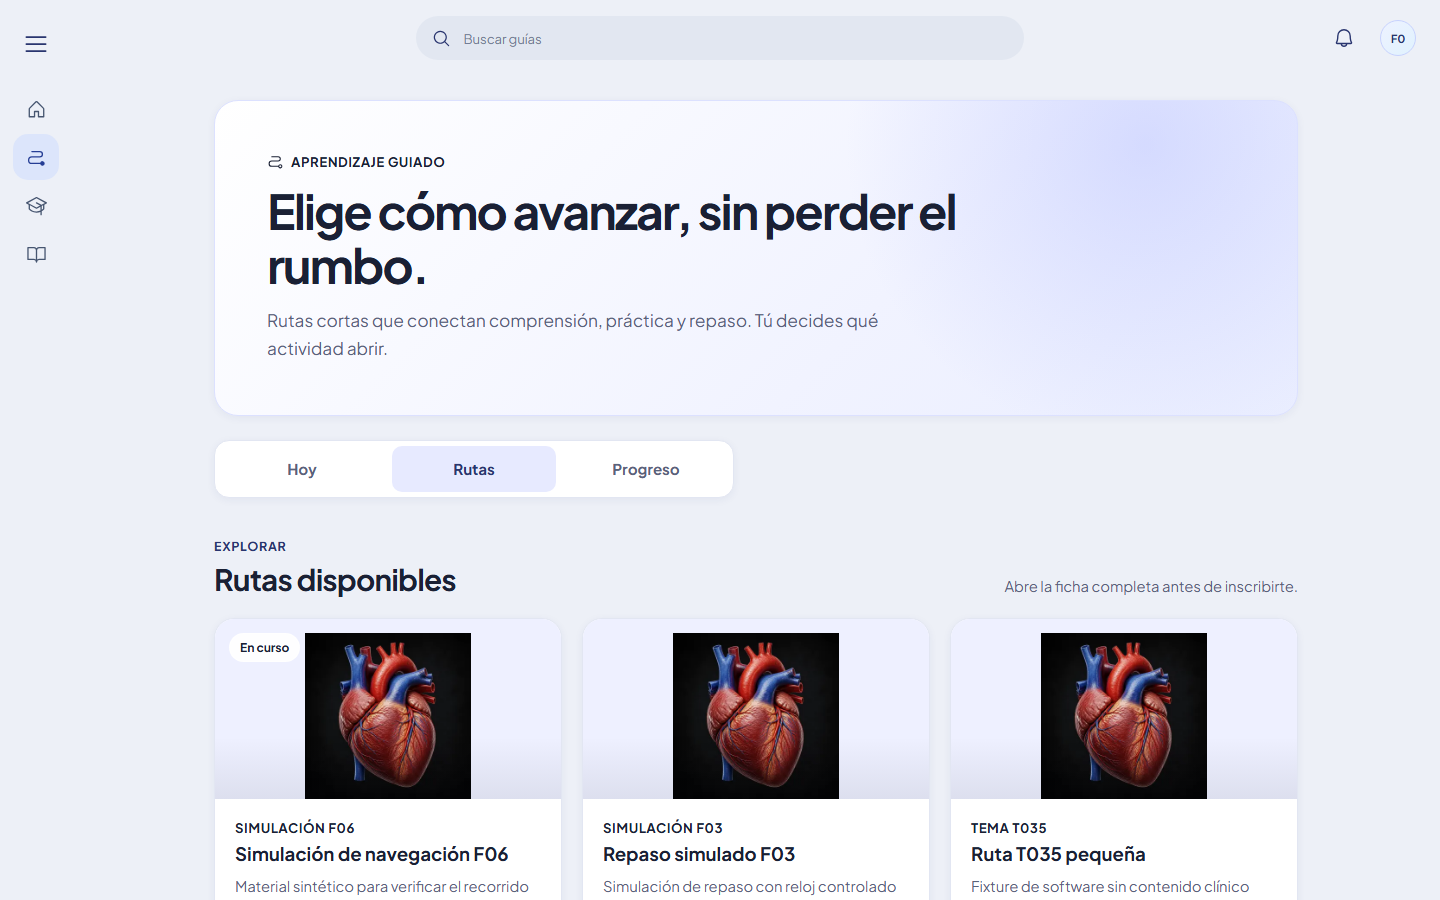 Buscar guías
F0
APRENDIZAJE GUIADO
Elige cómo avanzar, sin perder el
rumbo.
Rutas cortas que conectan comprensión, práctica y repaso. Tú decides qué
actividad abrir.
Hoy
Rutas
Progreso
EXPLORAR
Rutas disponibles
Abre la ficha completa antes de inscribirte.
En curso
SIMULACIÓN F06
Simulación de navegación F06
Material sintético para verificar el recorrido
SIMULACIÓN F03
Repaso simulado F03
Simulación de repaso con reloj controlado
TEMA T035
Ruta T035 pequeña
Fixture de software sin contenido clínico